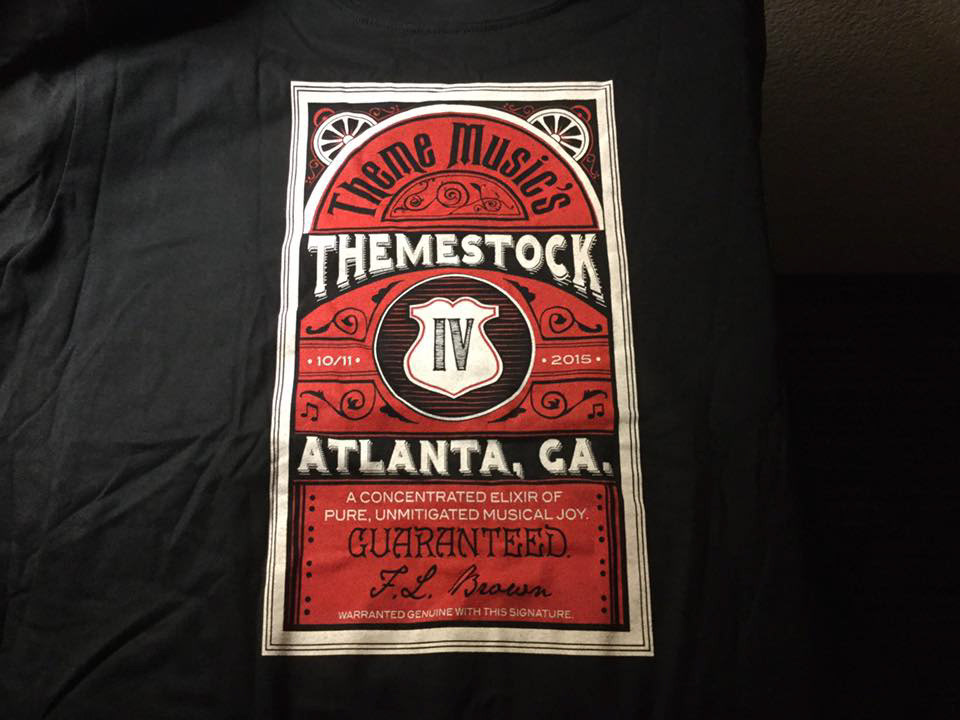 Theme Music's
THEMESTOCK
IV
• 10/11 • • 2015 •
ATLANTA, GA.
A CONCENTRATED ELIXIR OF
PURE, UNMITIGATED MUSICAL JOY.
GUARANTEED.
F.L. Brown
WARRANTED GENUINE WITH THIS SIGNATURE.